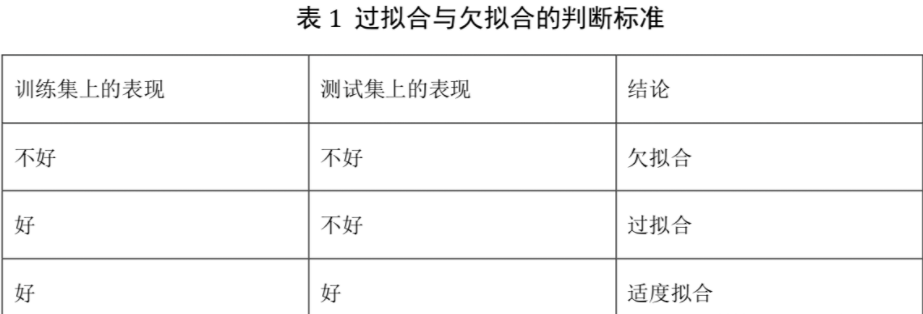 表 1 过拟合与欠拟合的判断标准
训练集上的表现 测试集上的表现 结论
不好 不好 欠拟合
好 不好 过拟合
好 好 适度拟合